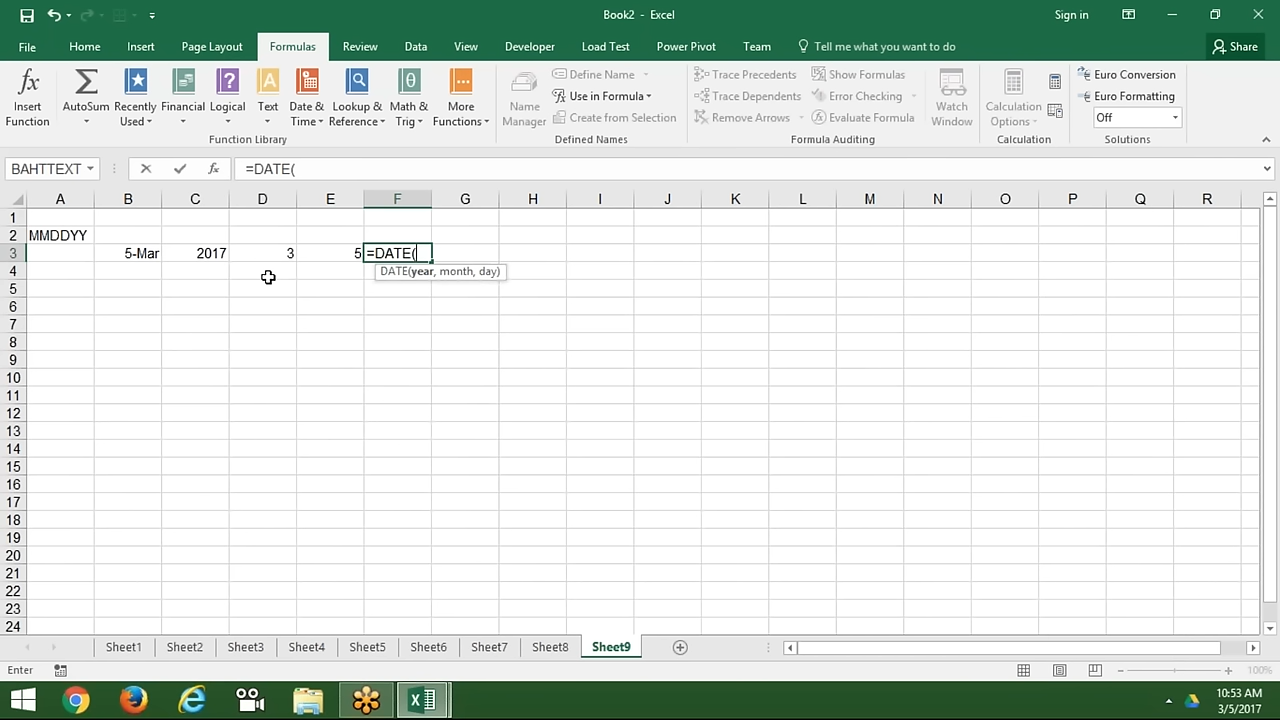 Book2 - Excel
Sign in
File Home Insert Page Layout Formulas Review Data View Developer Load Test Power Pivot Team Tell me what you want to do Share
Insert Function
AutoSum
Recently Used
Financial
Logical
Text
Date & Time
Lookup & Reference
Math & Trig
More Functions
Function Library
Name Manager
Define Name
Use in Formula
Create from Selection
Defined Names
Trace Precedents
Trace Dependents
Remove Arrows
Show Formulas
Error Checking
Evaluate Formula
Formula Auditing
Watch Window
Calculation Options
Calculation
Euro Conversion
Euro Formatting
Off
Solutions
BAHTTEXT fx =DATE(
A B C D E F G H I J K L M N O P Q R
1
2 MMDDYY
3 5-Mar 2017 3 5 =DATE(
4 DATE(year, month, day)
5
6
7
8
9
10
11
12
13
14
15
16
17
18
19
20
21
22
23
24
Sheet1 Sheet2 Sheet3 Sheet4 Sheet5 Sheet6 Sheet7 Sheet8 Sheet9
Enter 100%
10:53 AM
3/5/2017